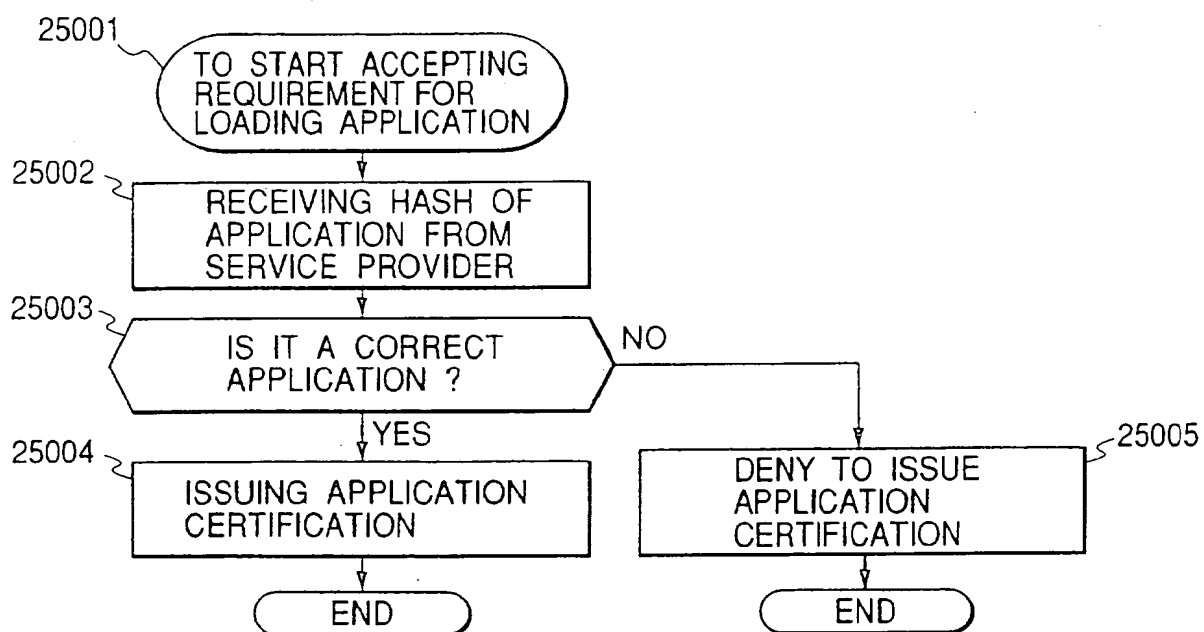 25001
TO START ACCEPTING
REQUIREMENT FOR
LOADING APPLICATION
25002
RECEIVING HASH OF
APPLICATION FROM
SERVICE PROVIDER
25003
IS IT A CORRECT
APPLICATION ?
NO
YES
25004
ISSUING APPLICATION
CERTIFICATION
25005
DENY TO ISSUE
APPLICATION
CERTIFICATION
END
END